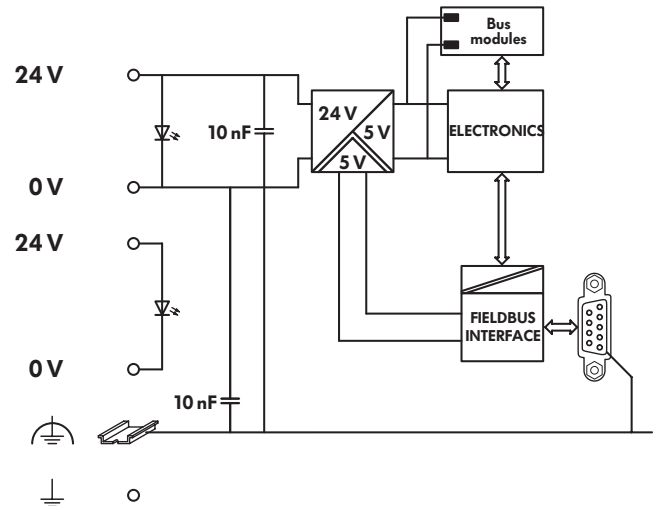 Bus
modules
24 V
24 V
10 nF
5 V
ELECTRONICS
5 V
0 V
24 V
FIELDBUS
INTERFACE
0 V
10 nF